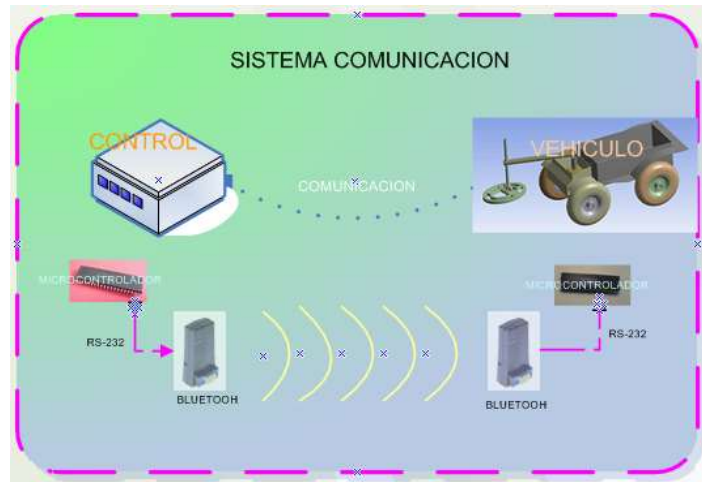 SISTEMA COMUNICACION
CONTROL
VEHICULO
COMUNICACION
MICROCONTROLADOR
MICROCONTROLADOR
RS-232
RS-232
BLUETOOH
BLUETOOH